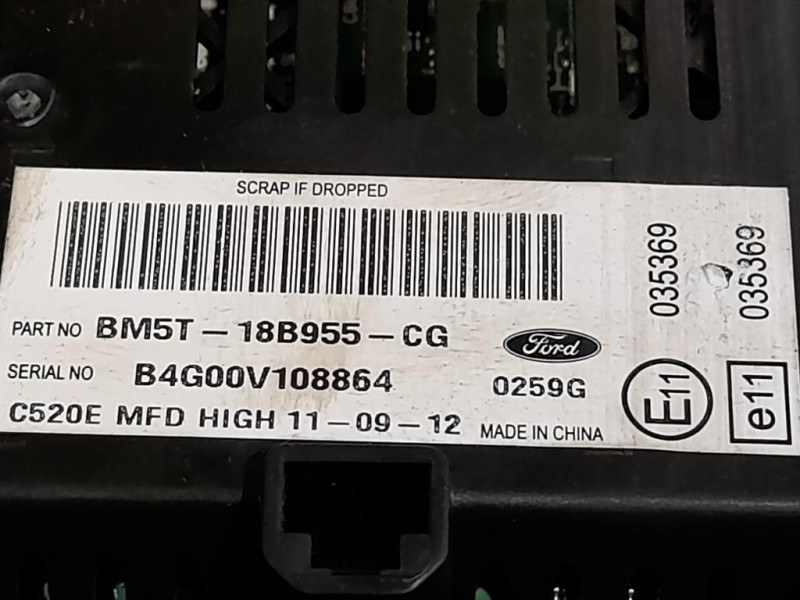 SCRAP IF DROPPED
PART NO BM5T-18B955-CG
Ford
SERIAL NO B4G00V108864
0259G
C520E MFD HIGH 11-09-12
MADE IN CHINA
035369
E11
035369
e11